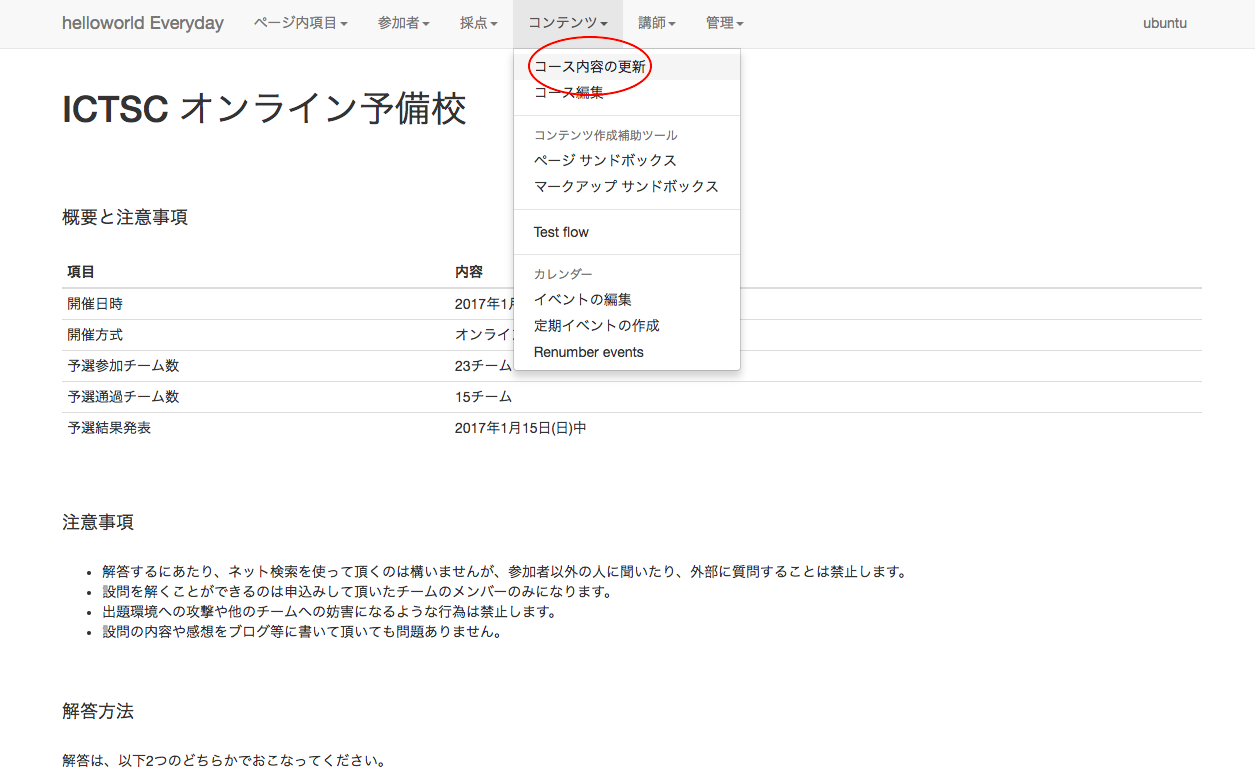 helloworld Everyday ページ内項目 参加者 採点 コンテンツ 講師 管理 ubuntu
コース内容の更新
コース編集
コンテンツ作成補助ツール
ページ サンドボックス
マークアップ サンドボックス
Test flow
カレンダー
イベントの編集
定期イベントの作成
Renumber events
ICTSC オンライン予備校
概要と注意事項
項目 内容
開催日時 2017年1月
開催方式 オンライ
予選参加チーム数 23チーム
予選通過チーム数 15チーム
予選結果発表 2017年1月15日(日)中
注意事項
• 解答するにあたり、ネット検索を使って頂くのは構いませんが、参加者以外の人に聞いたり、外部に質問することは禁止します。
• 設問を解くことができるのは申込みして頂いたチームのメンバーのみになります。
• 出題環境への攻撃や他のチームへの妨害になるような行為は禁止します。
• 設問の内容や感想をブログ等に書いて頂いても問題ありません。
解答方法
解答は、以下2つのどちらかでおこなってください。